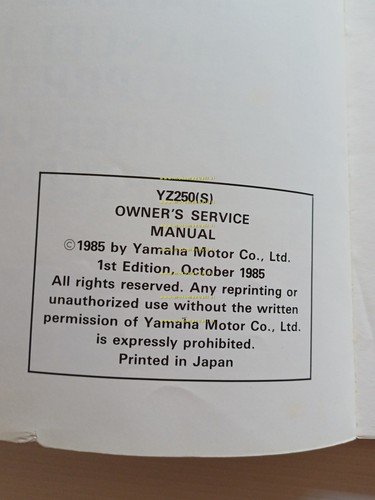 YZ250(S)
OWNER'S SERVICE
MANUAL
©1985 by Yamaha Motor Co., Ltd.
1st Edition, October 1985
All rights reserved. Any reprinting or
unauthorized use without the written
permission of Yamaha Motor Co., Ltd.
is expressly prohibited.
Printed in Japan